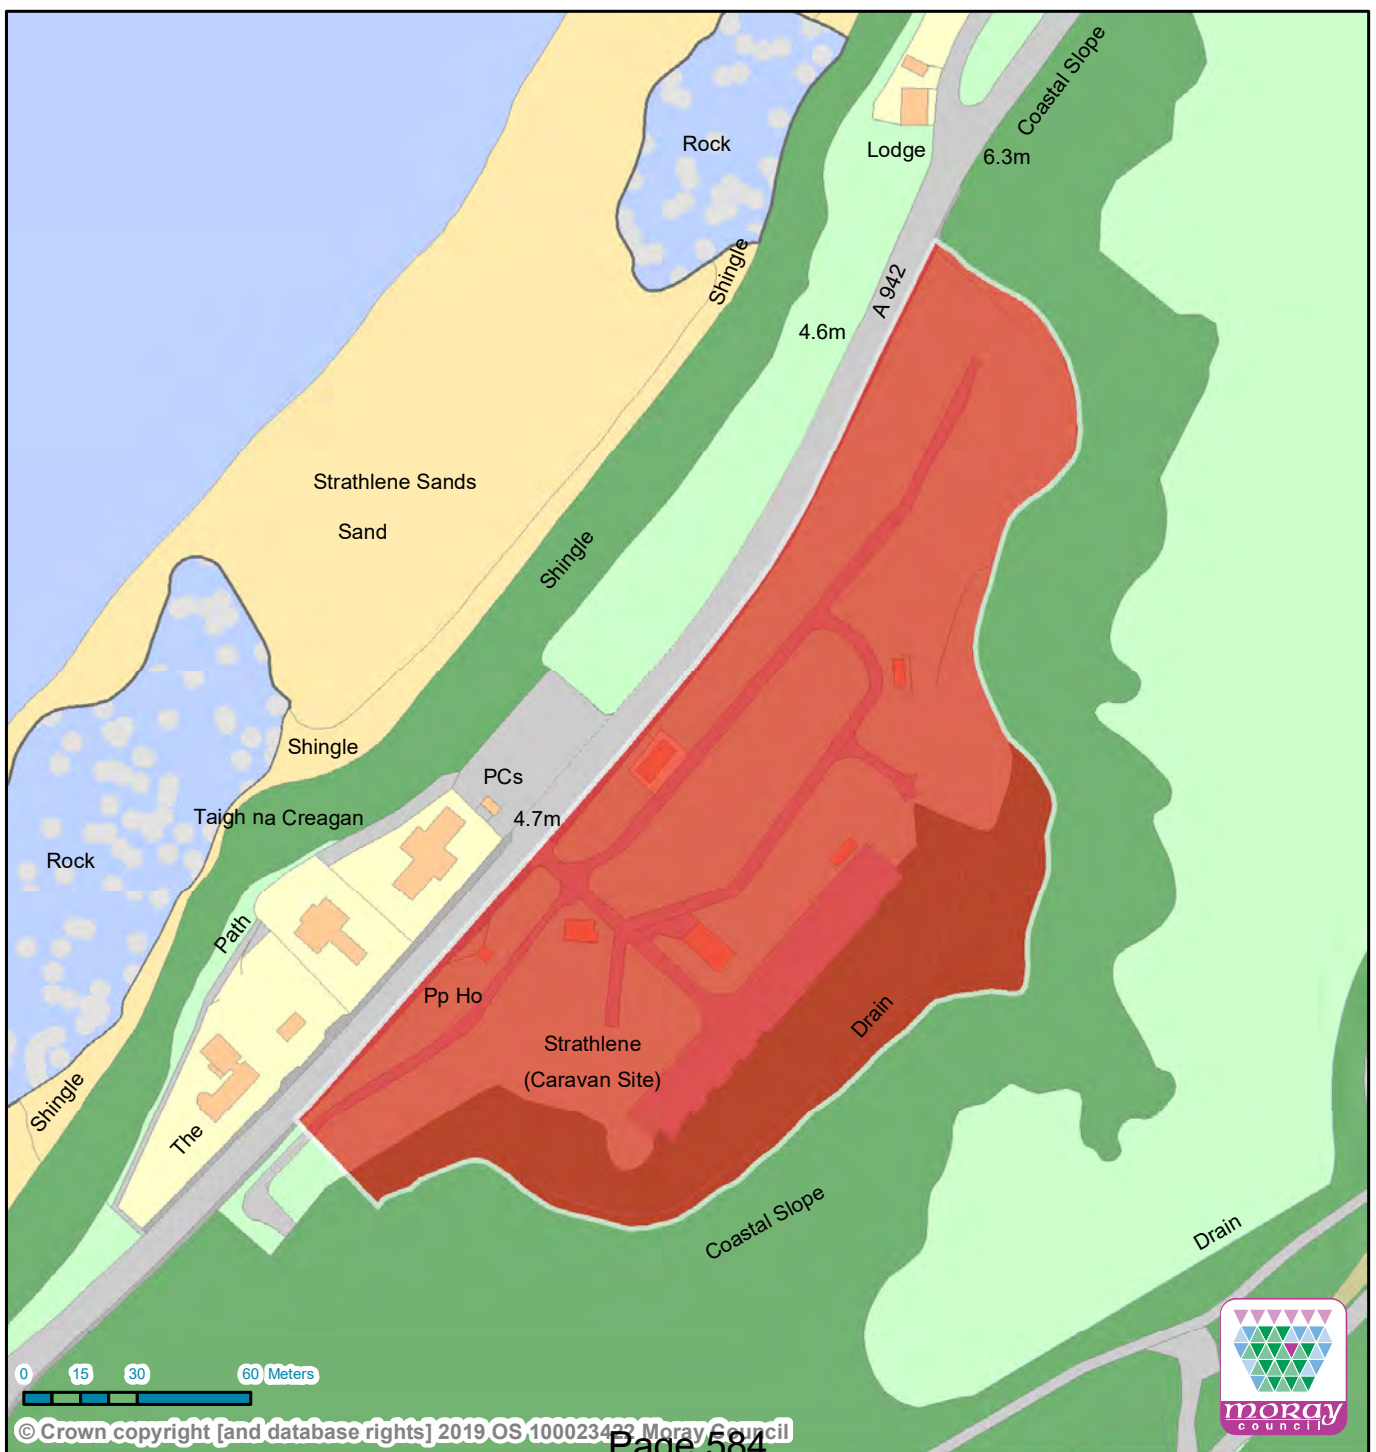 Coastal Slope
Rock
Lodge
6.3m
Shingle
A 942
4.6m
Strathlene Sands
Sand
Shingle
Shingle
PCs
Taigh na Creagan
4.7m
Rock
Path
Pp Ho
Drain
Strathlene
(Caravan Site)
Shingle
The
Coastal Slope
Drain
0 15 30 60 Meters
moray
council
© Crown copyright [and database rights] 2019 OS 100023422 Moray Council
Page 584